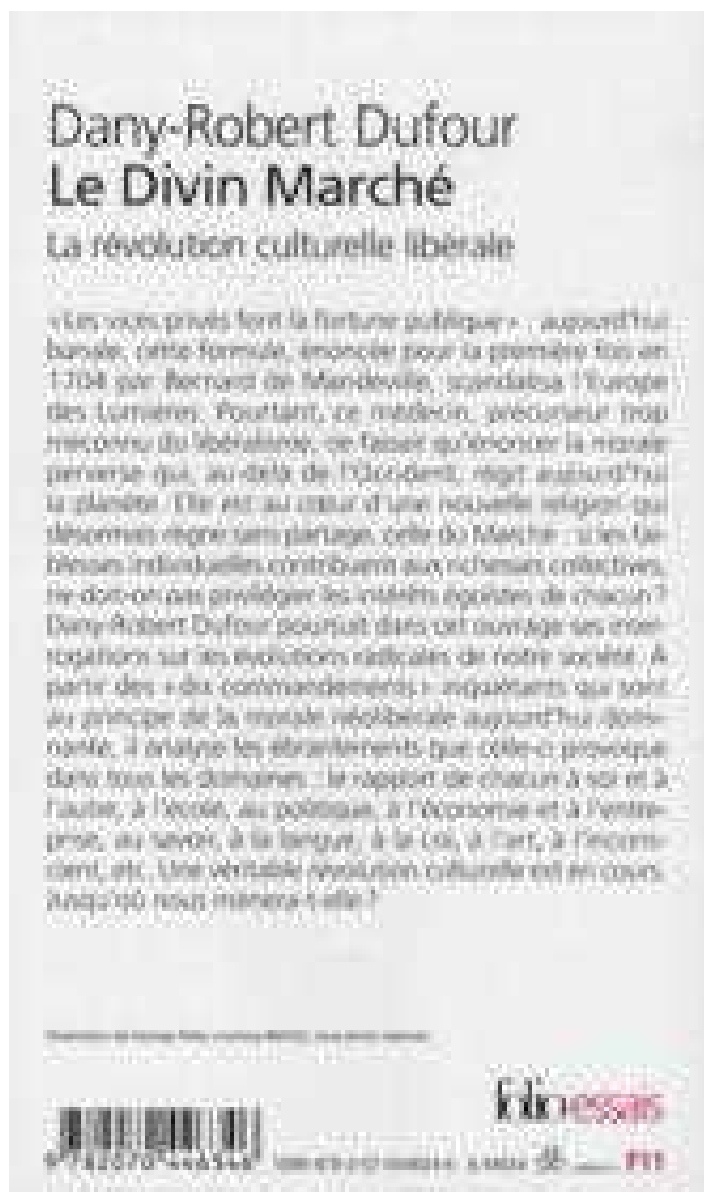 Dany-Robert Dufour
Le Divin Marché
La révolution culturelle libérale
« Les vices privés font la fortune publique » : aujourd'hui
banale, cette formule, énoncée pour la première fois en
1704 par Bernard de Mandeville, scandalisa l'Europe
des Lumières. Pourtant, ce médecin, précurseur trop
méconnu du libéralisme, ne faisait qu'énoncer la morale
perverse qui, au-delà de l'Occident, régit aujourd'hui
la planète. Elle est au cœur d'une nouvelle religion qui
désormais règne sans partage, celle du Marché : si les fai-
blesses individuelles contribuent aux richesses collectives,
ne doit-on pas privilégier les intérêts égoïstes de chacun ?
Dany-Robert Dufour poursuit dans cet ouvrage ses inter-
rogations sur les évolutions radicales de notre société. À
partir des « dix commandements » inquiétants qui sont
au principe de la morale néolibérale aujourd'hui domi-
nante, il analyse les ébranlements que celle-ci provoque
dans tous les domaines : le rapport de chacun à soi et à
l'autre, à l'école, au politique, à l'économie et à l'entre-
prise, au savoir, à la langue, à la Loi, à l'art, à l'incons-
cient, etc. Une véritable révolution culturelle est en cours.
Jusqu'où nous mènera-t-elle ?
folio essais
9 782070